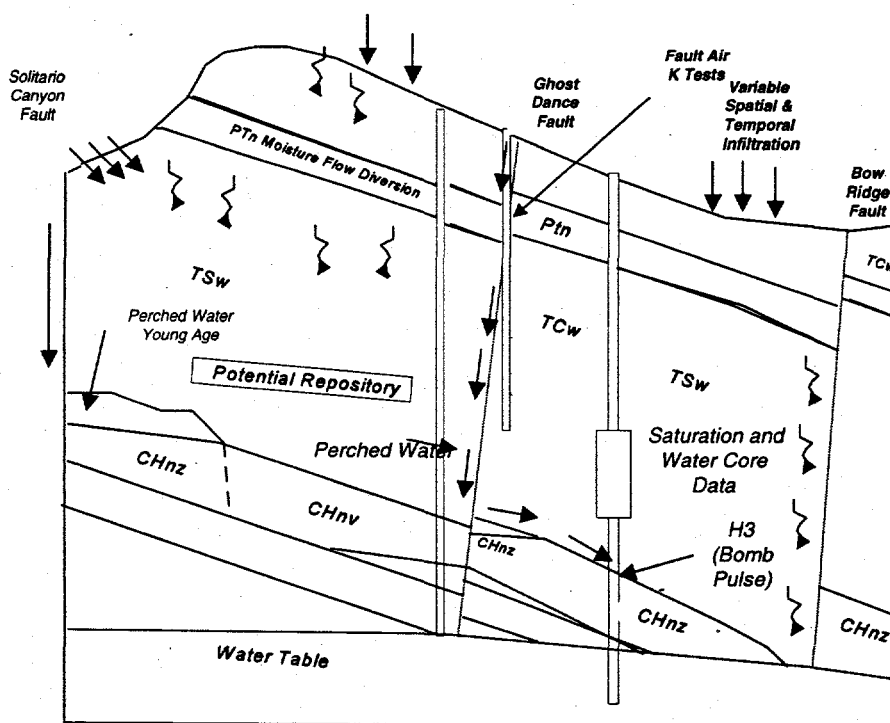 Solitario
Canyon
Fault
Ghost
Dance
Fault
Fault Air
K Tests
Variable
Spatial &
Temporal
Infiltration
Bow
Ridge
Fault
PTn Moisture Flow Diversion
Ptn
TCw
TSw
TCw
TSw
Perched Water
Young Age
Potential Repository
Perched Water
Saturation and
Water Core
Data
CHnz
CHnv
CHnz
H3
(Bomb
Pulse)
CHnz
CHnz
Water Table